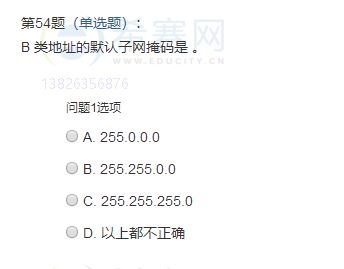 第54题（单选题）：
希赛网
B 类地址的默认子网掩码是 。
WWW.EDUCITY.CN
13826356876
问题1选项
A. 255.0.0.0
B. 255.255.0.0
C. 255.255.255.0
D. 以上都不正确